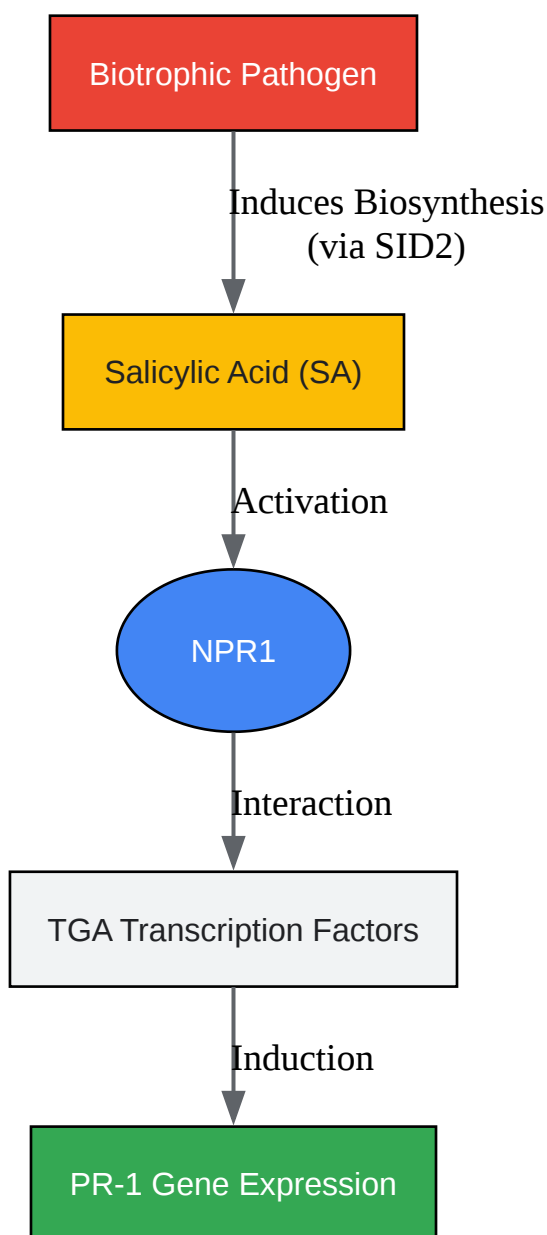 Biotrophic Pathogen
Induces Biosynthesis
(via SID2)
Salicylic Acid (SA)
Activation
NPR1
Interaction
TGA Transcription Factors
Induction
PR-1 Gene Expression